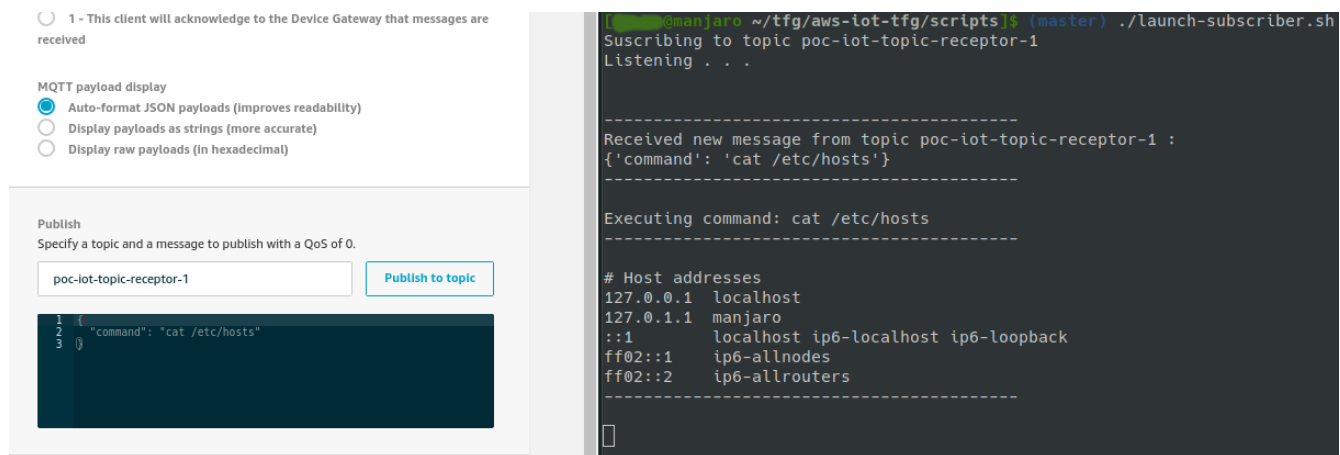 1 - This client will acknowledge to the Device Gateway that messages are
received
MQTT payload display
Auto-format JSON payloads (improves readability)
Display payloads as strings (more accurate)
Display raw payloads (in hexadecimal)
Publish
Specify a topic and a message to publish with a QoS of 0.
poc-iot-topic-receptor-1
Publish to topic
1 {
2 "command": "cat /etc/hosts"
3 }
[@manjaro ~/tfg/aws-iot-tfg/scripts]$ (master) ./launch-subscriber.sh
Suscribing to topic poc-iot-topic-receptor-1
Listening . . .
------------------------------------------
Received new message from topic poc-iot-topic-receptor-1 :
{'command': 'cat /etc/hosts'}
------------------------------------------
Executing command: cat /etc/hosts
------------------------------------------
# Host addresses
127.0.0.1 localhost
127.0.1.1 manjaro
::1 localhost ip6-localhost ip6-loopback
ff02::1 ip6-allnodes
ff02::2 ip6-allrouters
------------------------------------------